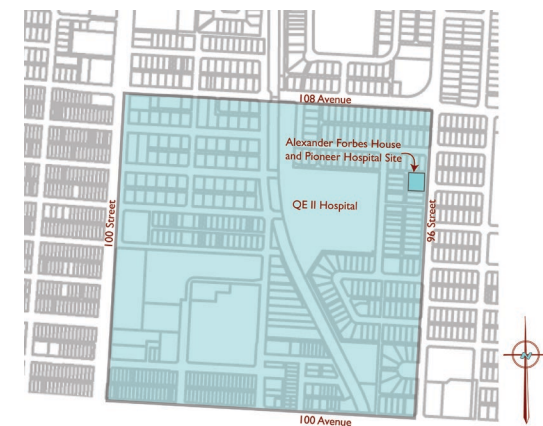 108 Avenue
Alexander Forbes House
and Pioneer Hospital Site
QE II Hospital
100 Street
96 Street
100 Avenue
N